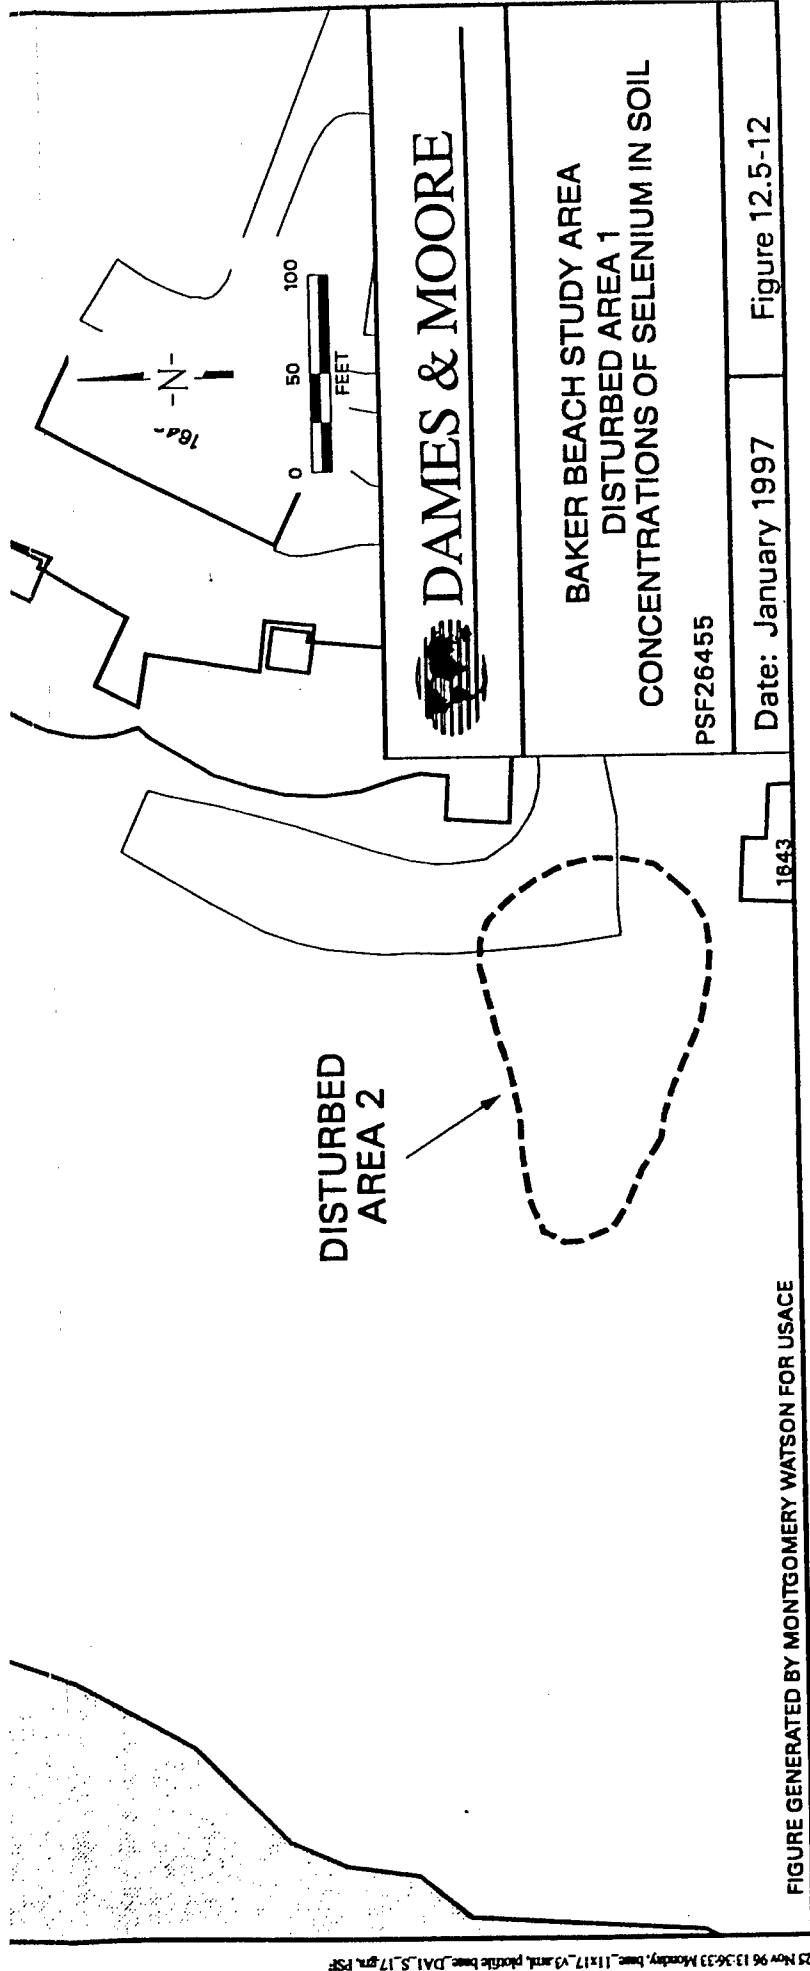 1643
-N-
0 50 100
FEET
DISTURBED
AREA 2
DAMES & MOORE
BAKER BEACH STUDY AREA
DISTURBED AREA 1
CONCENTRATIONS OF SELENIUM IN SOIL
PSF26455
Date: January 1997
Figure 12.5-12
FIGURE GENERATED BY MONTGOMERY WATSON FOR USACE